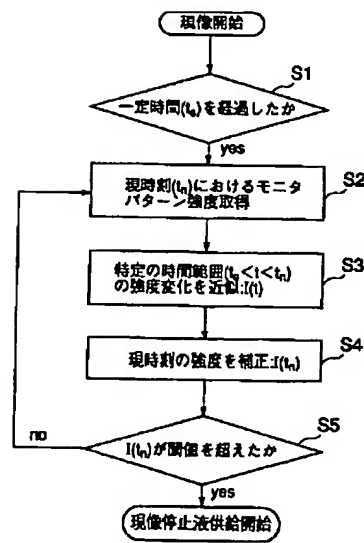 現像開始
S1
一定時間(ts)を経過したか
yes
現時刻(tn)におけるモニタ
パターン強度取得
S2
特定の時間範囲(ts<t<tn)
の強度変化を近似:I(t)
S3
現時刻の強度を補正:I(tn)
S4
I(tn)が閾値を超えたか
S5
no
yes
現像停止液供給開始